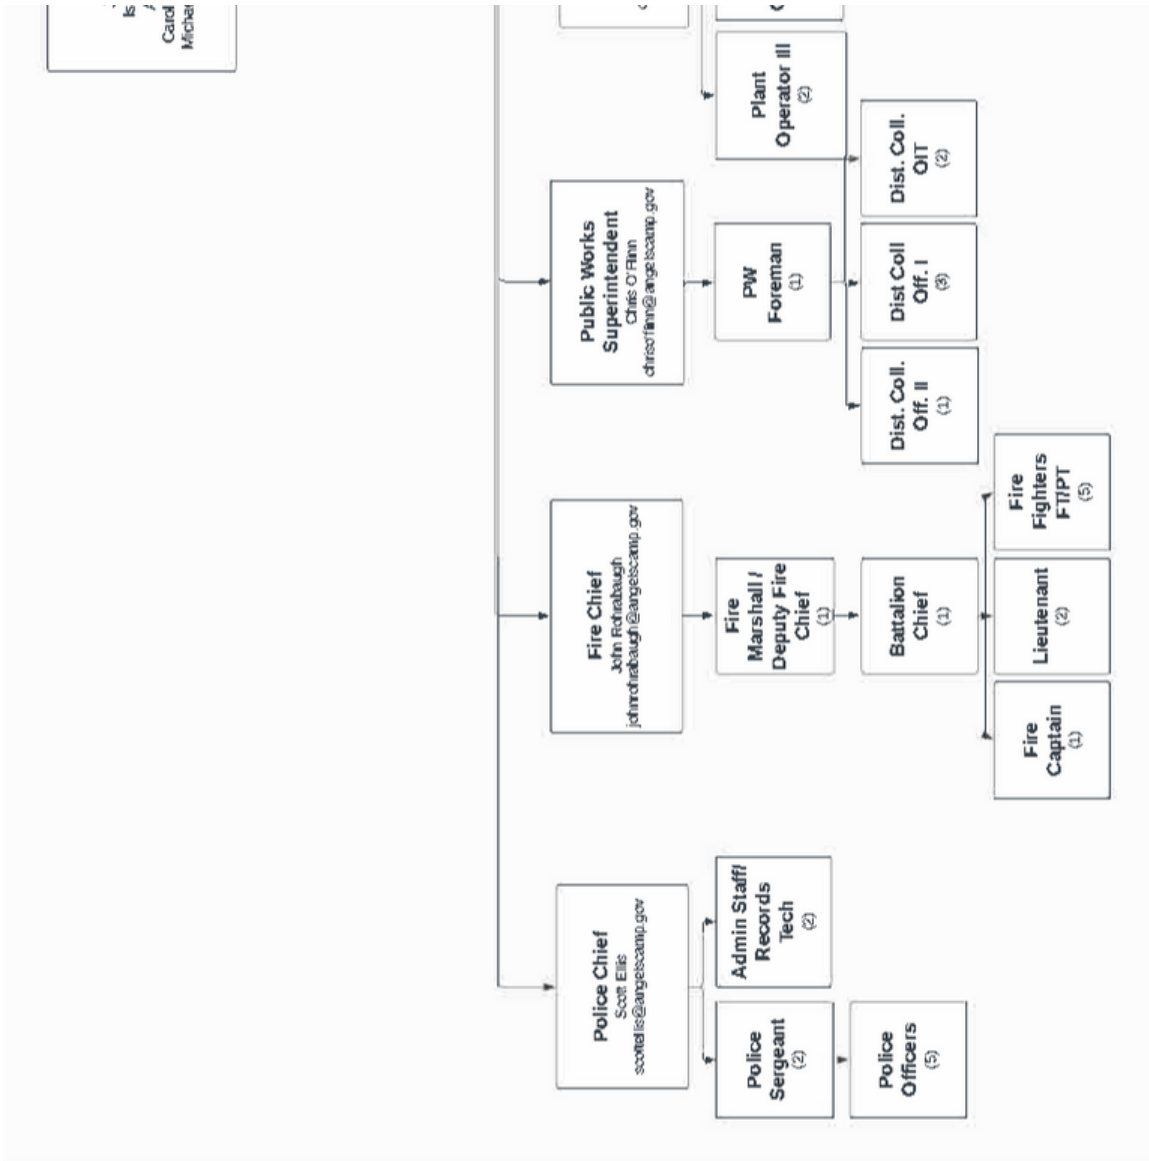 Carol
Micha
Police Chief
Scott Ellis
scottellis@angelscamp.gov
Fire Chief
John Rohrabaugh
johnrohrabaugh@angelscamp.gov
Public Works
Superintendent
Chris O'Flinn
chrisoflinn@angelscamp.gov
Police
Sergeant
(2)
Admin Staff/
Records
Tech
(2)
Fire
Marshall /
Deputy Fire
Chief
(1)
PW
Foreman
(1)
Plant
Operator III
(2)
Police
Officers
(5)
Battalion
Chief
(1)
Dist. Coll.
Off. II
(1)
Dist Coll
Off. I
(3)
Dist. Coll.
OIT
(2)
Fire
Captain
(1)
Lieutenant
(2)
Fire
Fighters
FT/PT
(5)